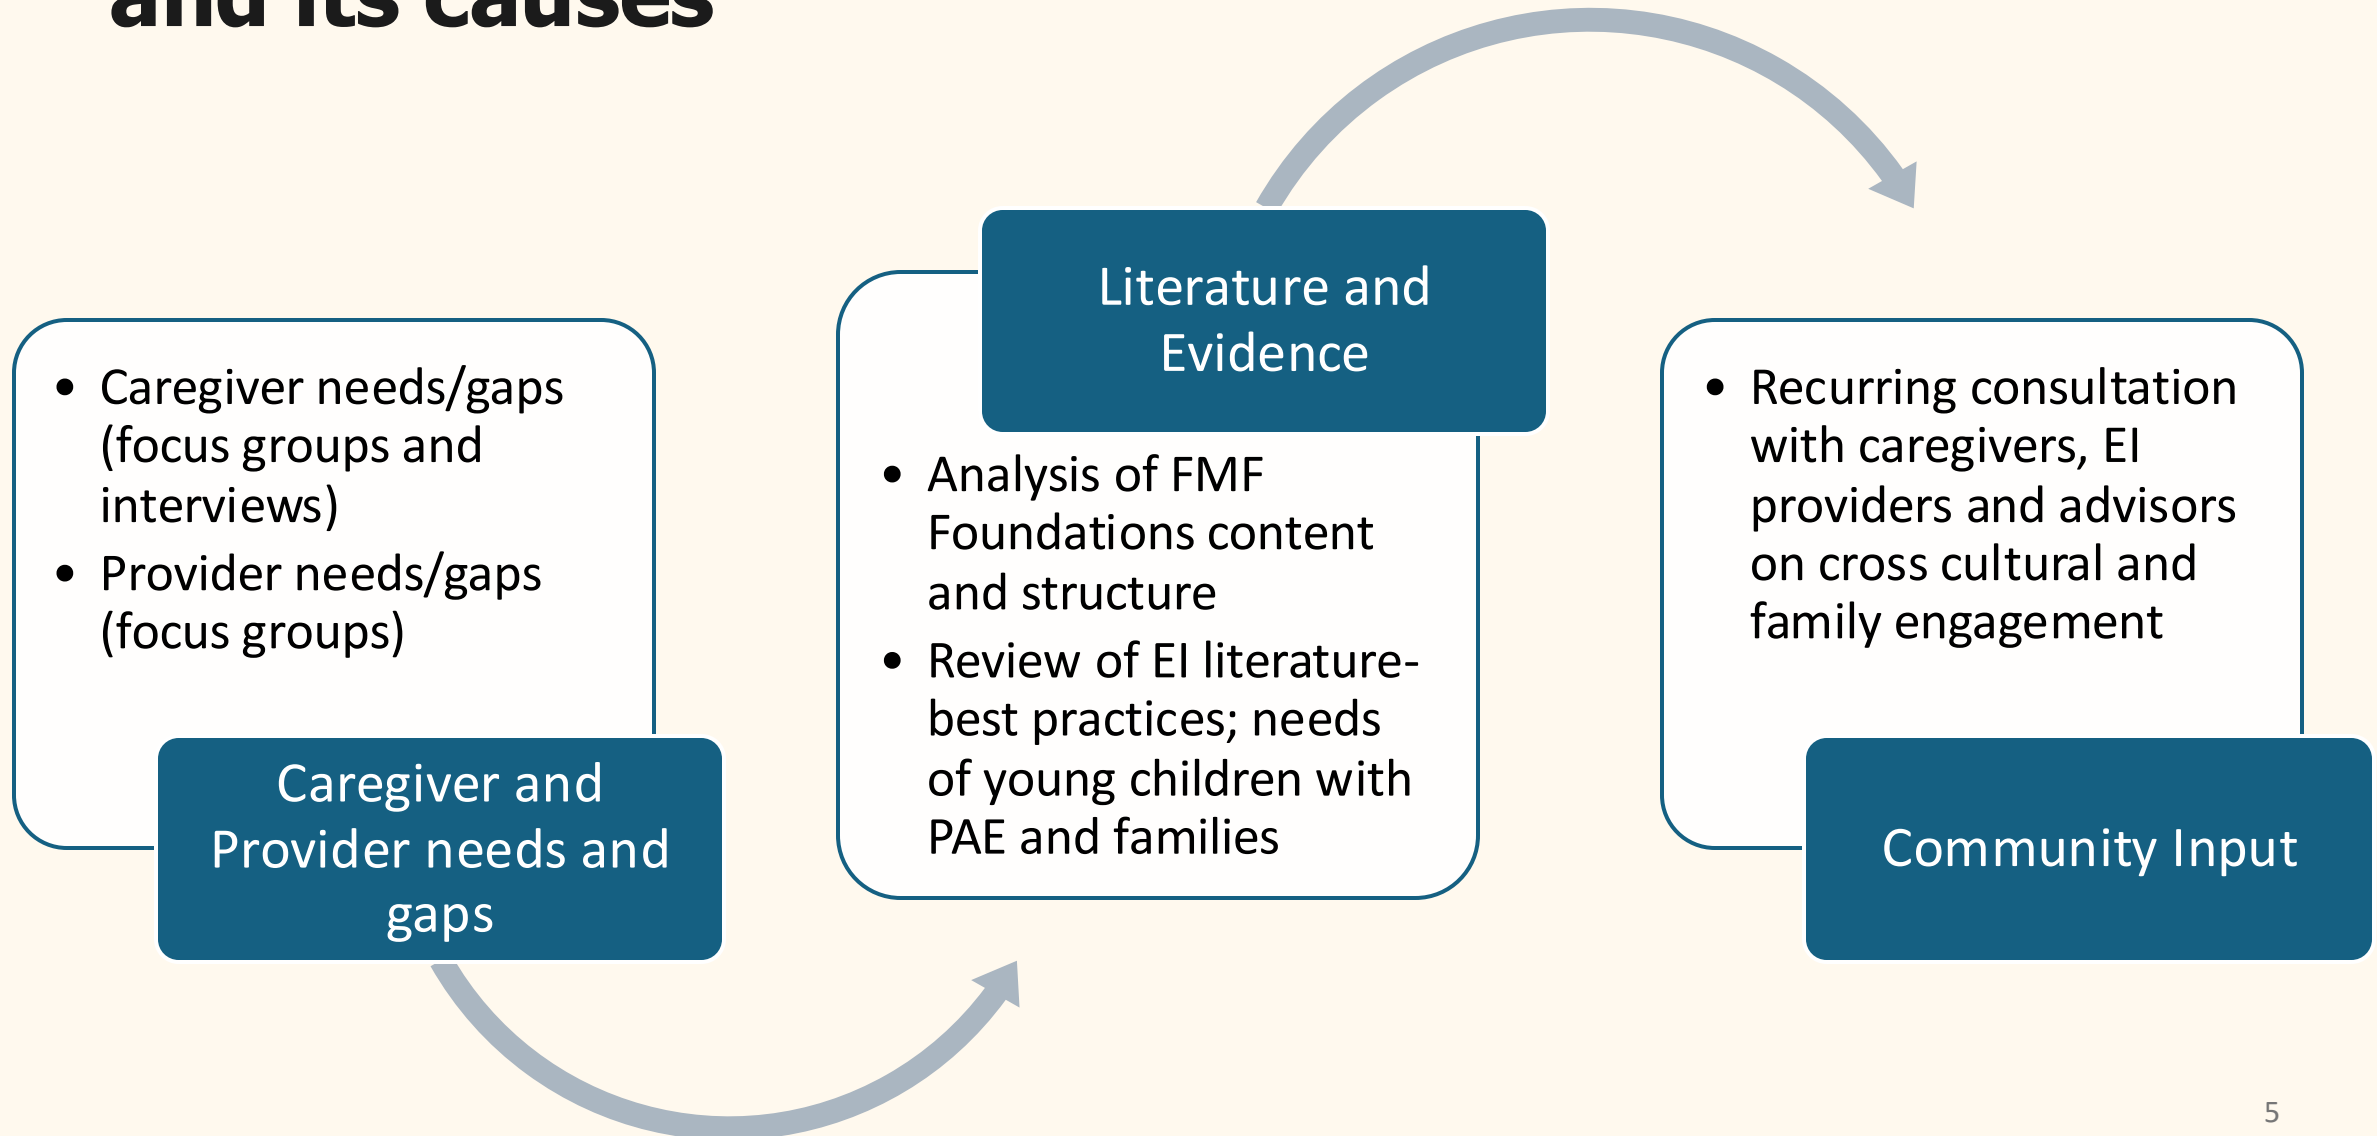 and its causes
• Caregiver needs/gaps
(focus groups and
interviews)
• Provider needs/gaps
(focus groups)
Caregiver and
Provider needs and
gaps
Literature and
Evidence
• Analysis of FMF
Foundations content
and structure
• Review of EI literature-
best practices; needs
of young children with
PAE and families
• Recurring consultation
with caregivers, EI
providers and advisors
on cross cultural and
family engagement
Community Input
5